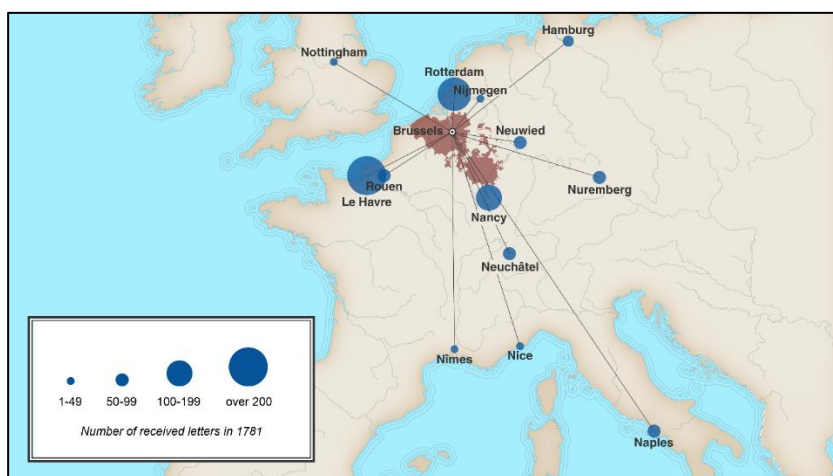 Hamburg
Nottingham
Rotterdam
Nijmegen
Brussels
Neuwied
Rouen
Nuremberg
Le Havre
Nancy
Neuchâtel
Nîmes
Nice
Naples
1-49
50-99
100-199
over 200
Number of received letters in 1781